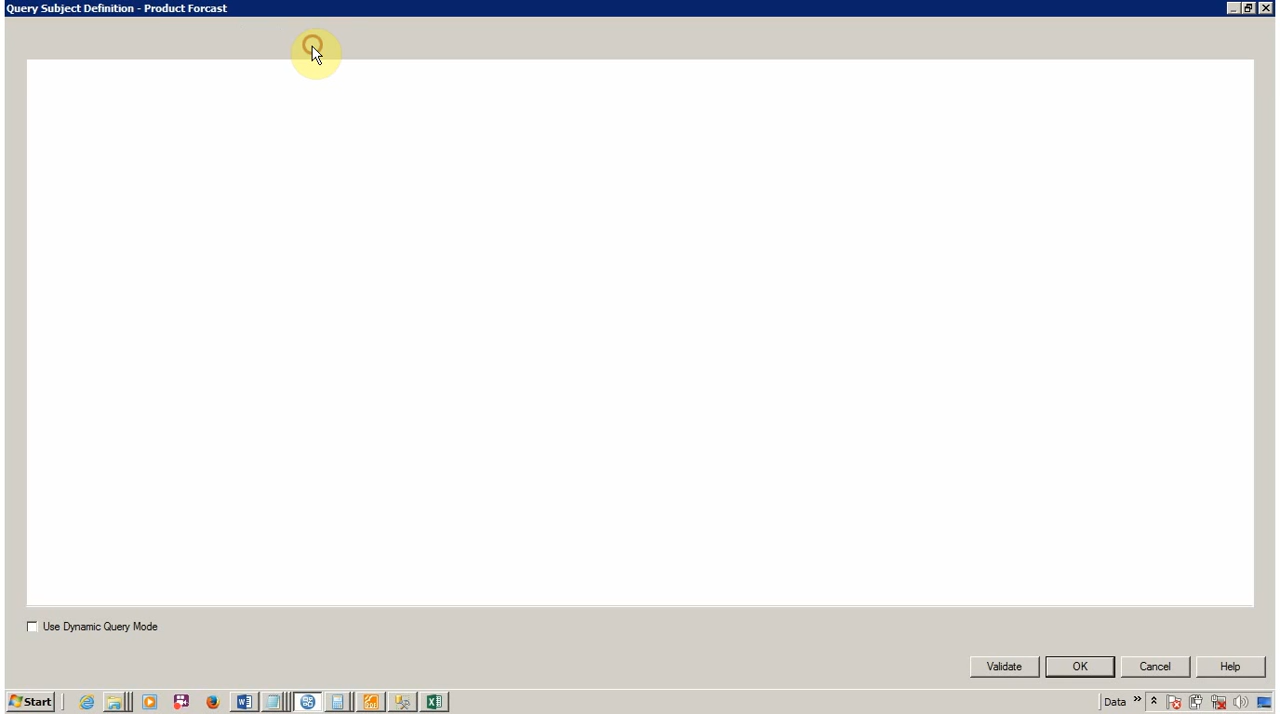 Query Subject Definition - Product Forcast
Use Dynamic Query Mode
Validate
OK
Cancel
Help
Start
Data